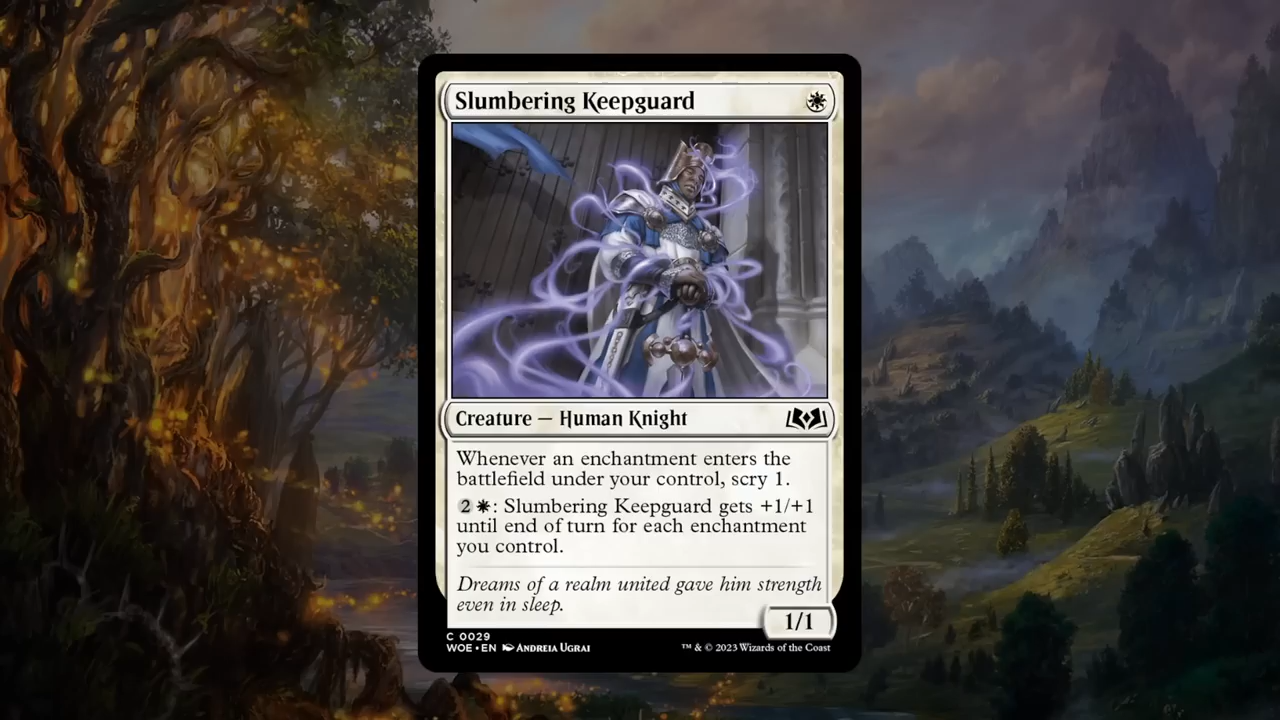 Slumbering Keepguard
Creature — Human Knight
Whenever an enchantment enters the
battlefield under your control, scry 1.
2: Slumbering Keepguard gets +1/+1
until end of turn for each enchantment
you control.
Dreams of a realm united gave him strength
even in sleep.
1/1
C 0029
WOE • EN Andreia Ugrai
™ & © 2023 Wizards of the Coast